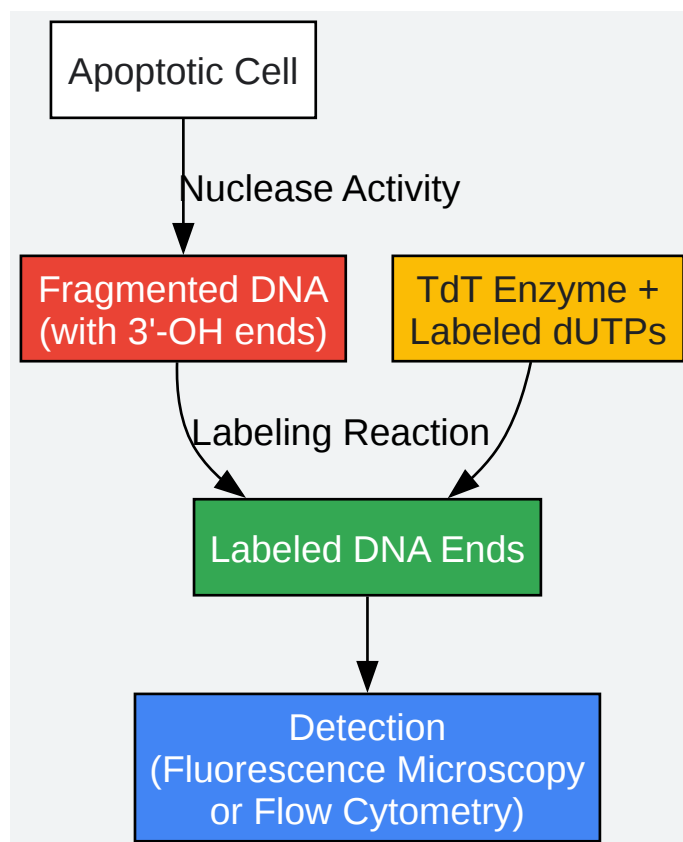 Apoptotic Cell
Nuclease Activity
Fragmented DNA
(with 3'-OH ends)
TdT Enzyme +
Labeled dUTPs
Labeling Reaction
Labeled DNA Ends
Detection
(Fluorescence Microscopy
or Flow Cytometry)